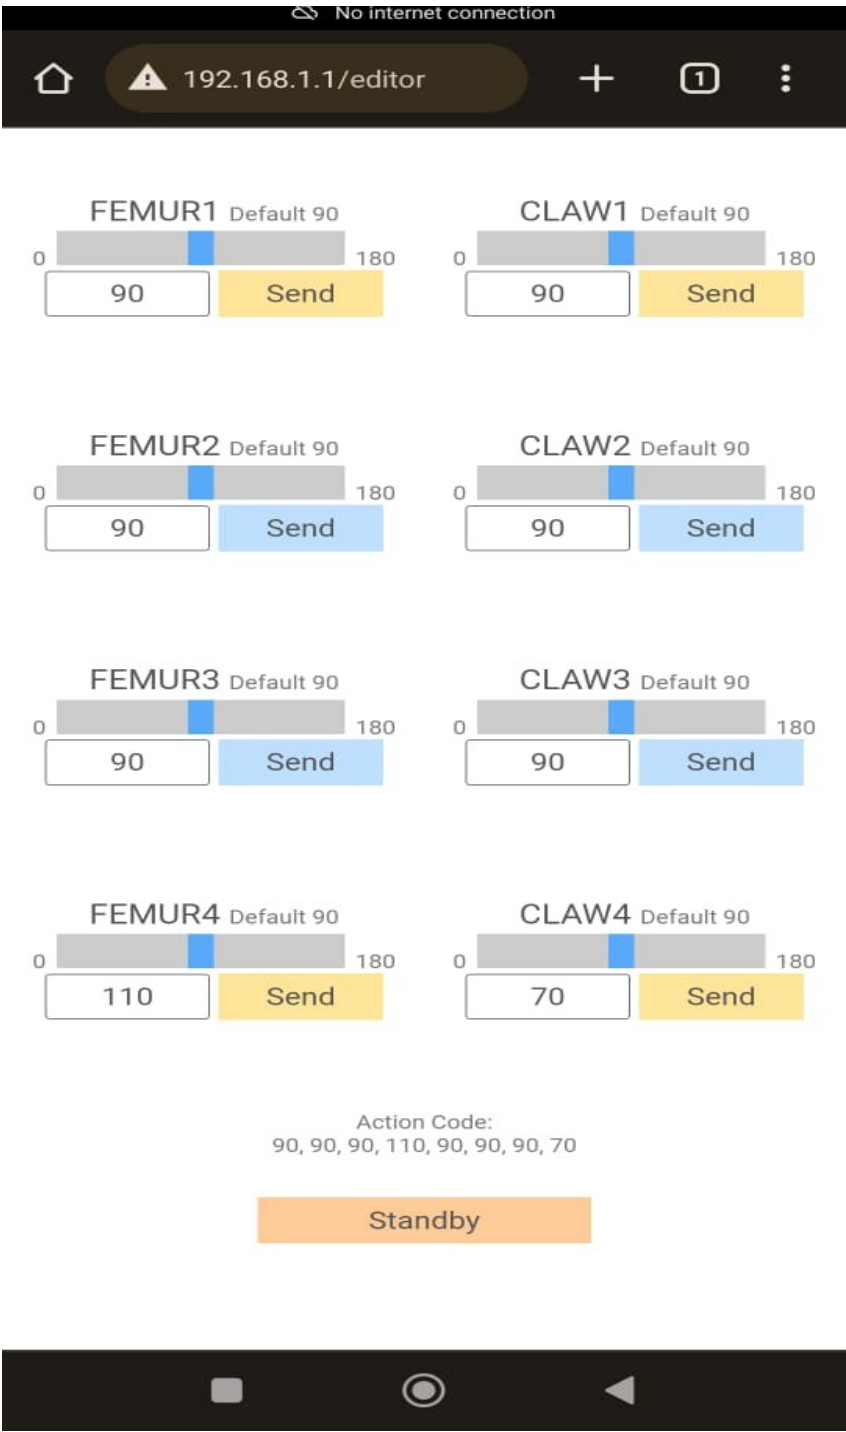 No internet connection
192.168.1.1/editor
1
FEMUR1 Default 90 CLAW1 Default 90
0 180 0 180
90 Send 90 Send
FEMUR2 Default 90 CLAW2 Default 90
0 180 0 180
90 Send 90 Send
FEMUR3 Default 90 CLAW3 Default 90
0 180 0 180
90 Send 90 Send
FEMUR4 Default 90 CLAW4 Default 90
0 180 0 180
110 Send 70 Send
Action Code:
90, 90, 90, 110, 90, 90, 90, 70
Standby